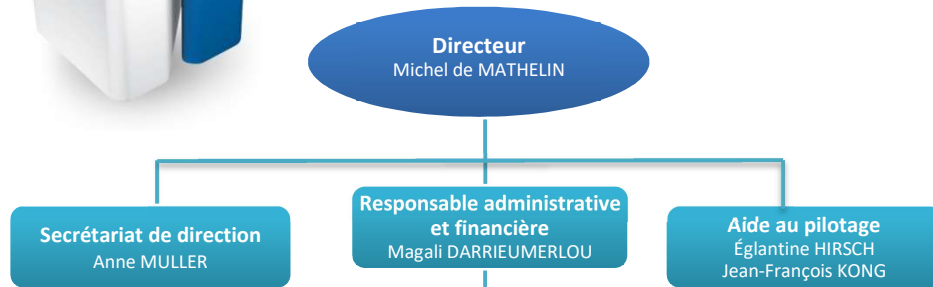 Directeur
Michel de MATHELIN
Secrétariat de direction
Anne MULLER
Responsable administrative
et financière
Magali DARRIEUMERLOU
Aide au pilotage
Églantine HIRSCH
Jean-François KONG